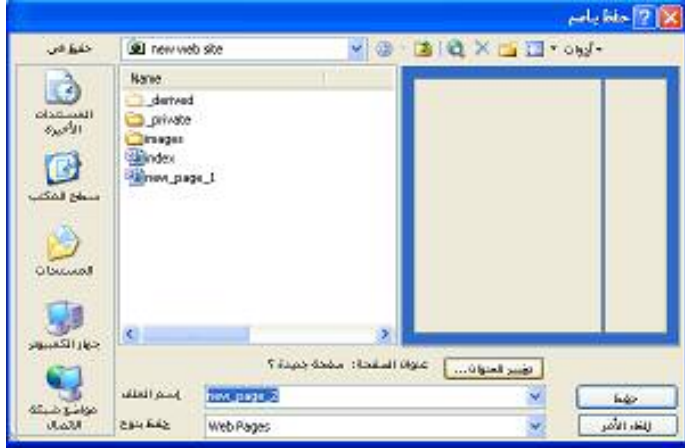 حفظ باسم
حفظ في: new web site
أدوات
المستندات الأخيرة
سطح المكتب
المستندات
جهاز الكمبيوتر
مواضع شبكة الاتصال
Name
_derived
_private
images
index
new_page_1
عنوان الصفحة: صفحة جديدة ٢
تغيير العنوان...
إسم الملف: new_page_2
حفظ
حفظ بنوع Web Pages
إلغاء الأمر